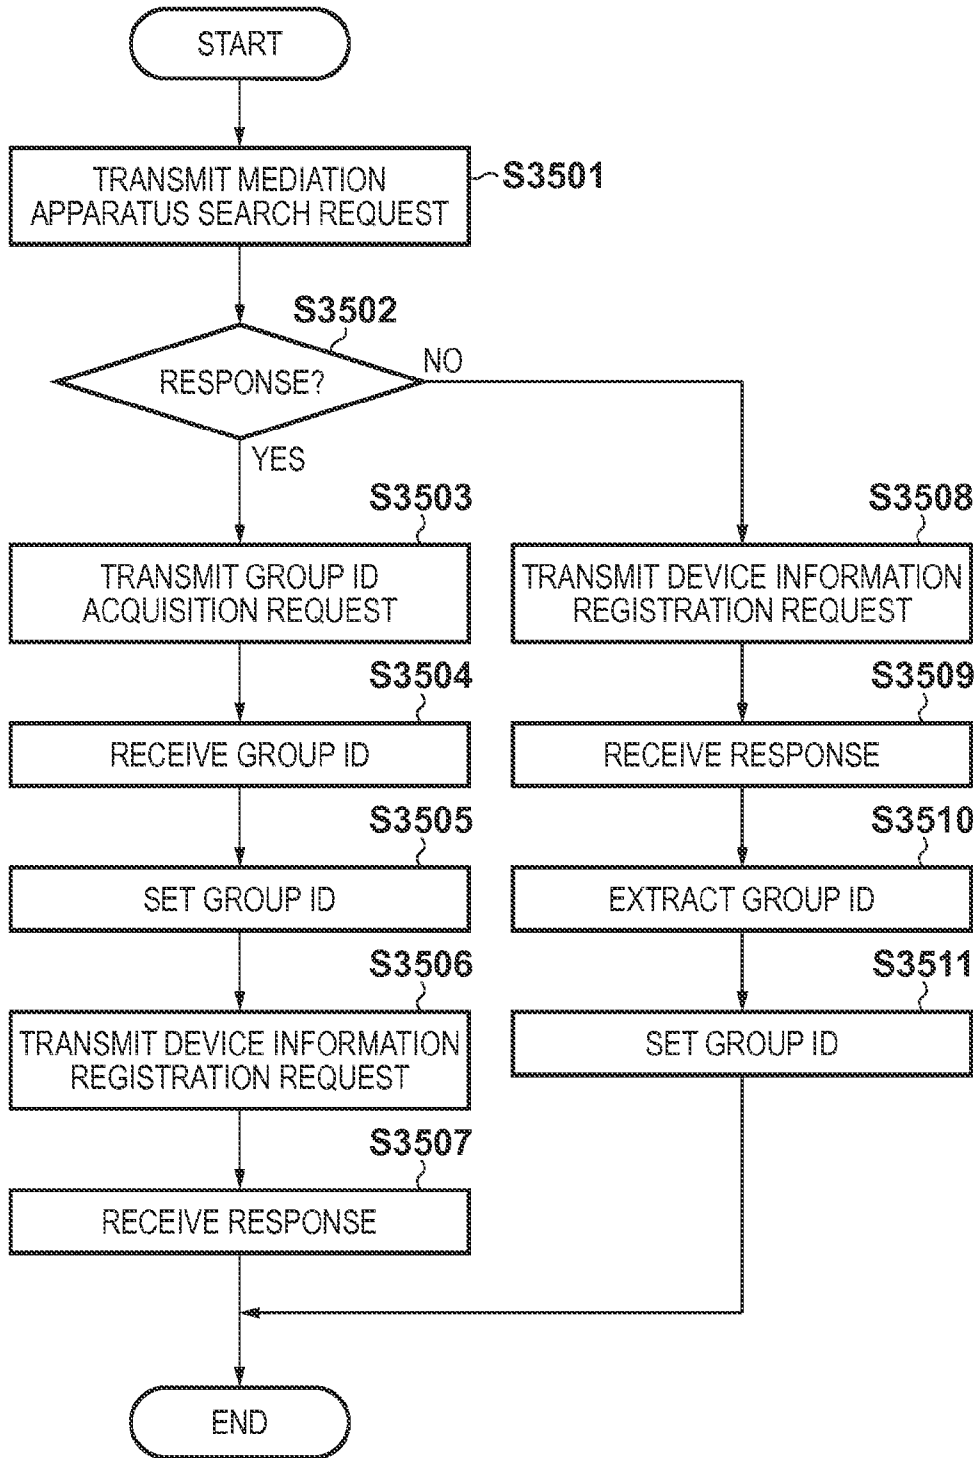 START
TRANSMIT MEDIATION
APPARATUS SEARCH REQUEST
S3501
S3502
RESPONSE?
NO
YES
S3503
TRANSMIT GROUP ID
ACQUISITION REQUEST
S3504
RECEIVE GROUP ID
S3505
SET GROUP ID
S3506
TRANSMIT DEVICE INFORMATION
REGISTRATION REQUEST
S3507
RECEIVE RESPONSE
S3508
TRANSMIT DEVICE INFORMATION
REGISTRATION REQUEST
S3509
RECEIVE RESPONSE
S3510
EXTRACT GROUP ID
S3511
SET GROUP ID
END